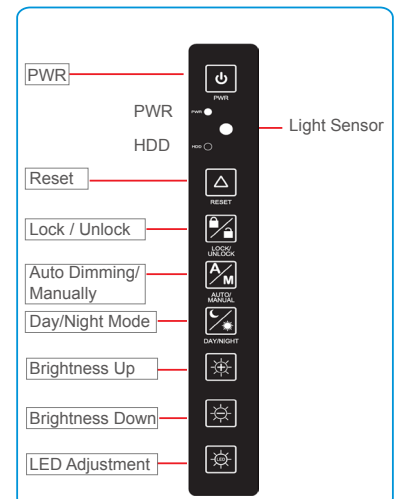 PWR
PWR
PWR
PWR
Light Sensor
HDD
HDD
Reset
RESET
Lock / Unlock
LOCK/
UNLOCK
Auto Dimming/
Manually
A/M
AUTO/
MANUAL
Day/Night Mode
DAY/NIGHT
Brightness Up
Brightness Down
LED Adjustment
LED